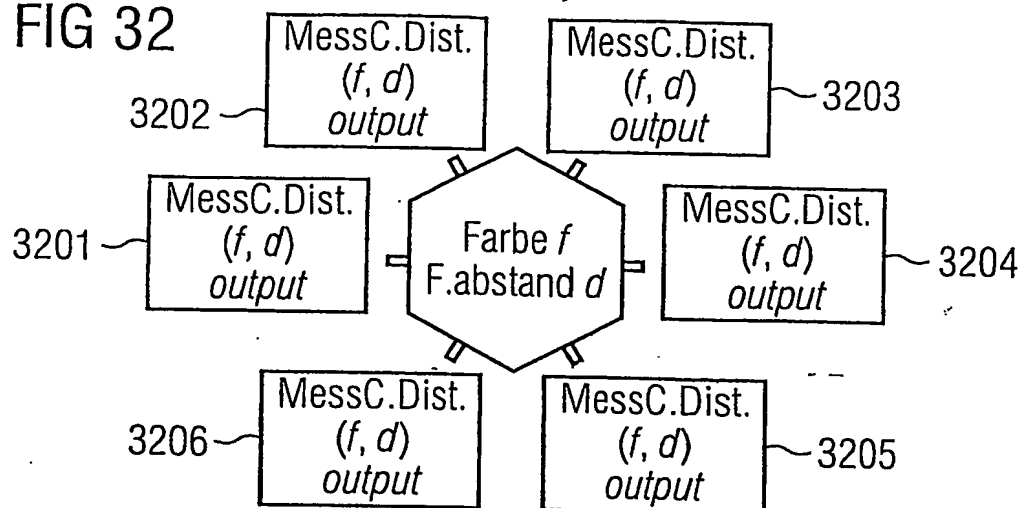 FIG 32
MessC.Dist.
(f, d)
output
3202
MessC.Dist.
(f, d)
output
3203
MessC.Dist.
(f, d)
output
3201
Farbe f
F.abstand d
MessC.Dist.
(f, d)
output
3204
MessC.Dist.
(f, d)
output
3206
MessC.Dist.
(f, d)
output
3205